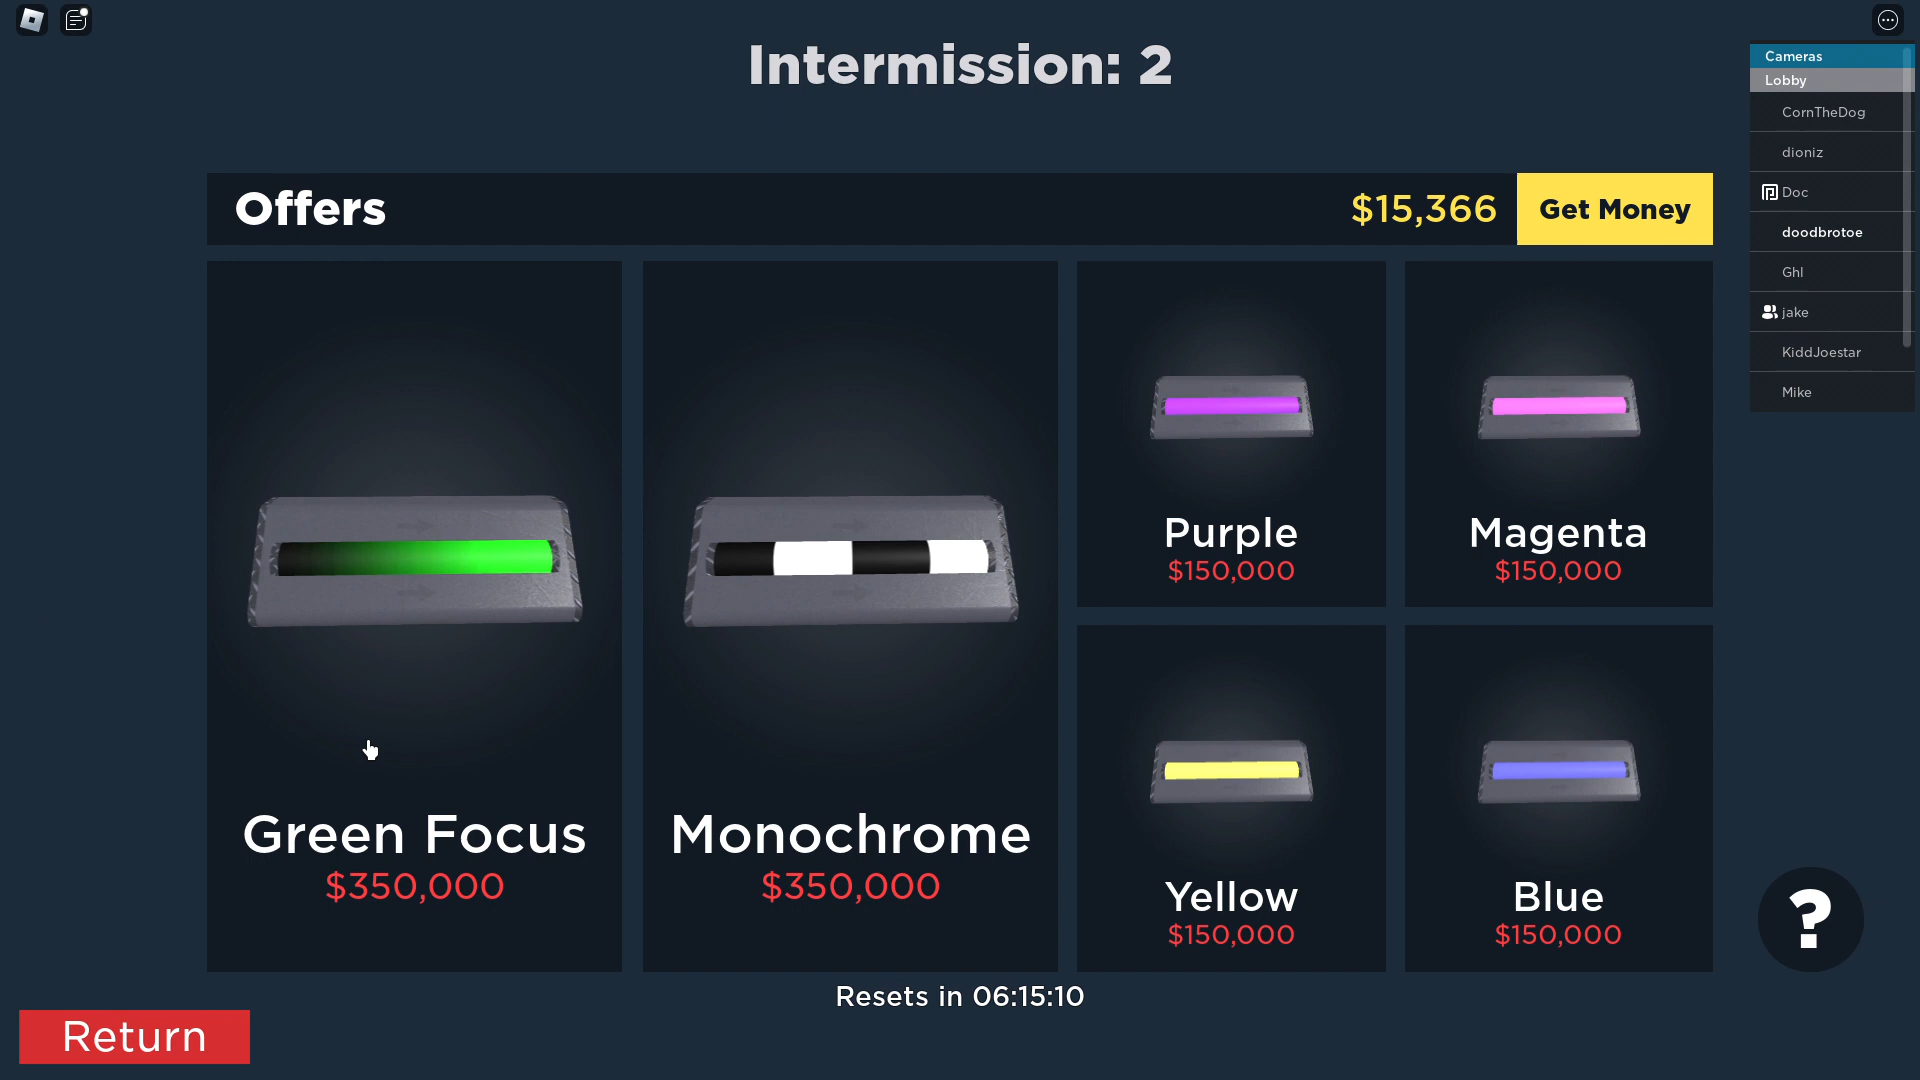 Intermission: 2
Cameras
Lobby
CornTheDog
dioniz
Doc
doodbrotoe
Ghl
jake
KiddJoestar
Mike
Offers
$15,366
Get Money
Green Focus
$350,000
Monochrome
$350,000
Purple
$150,000
Magenta
$150,000
Yellow
$150,000
Blue
$150,000
?
Resets in 06:15:10
Return